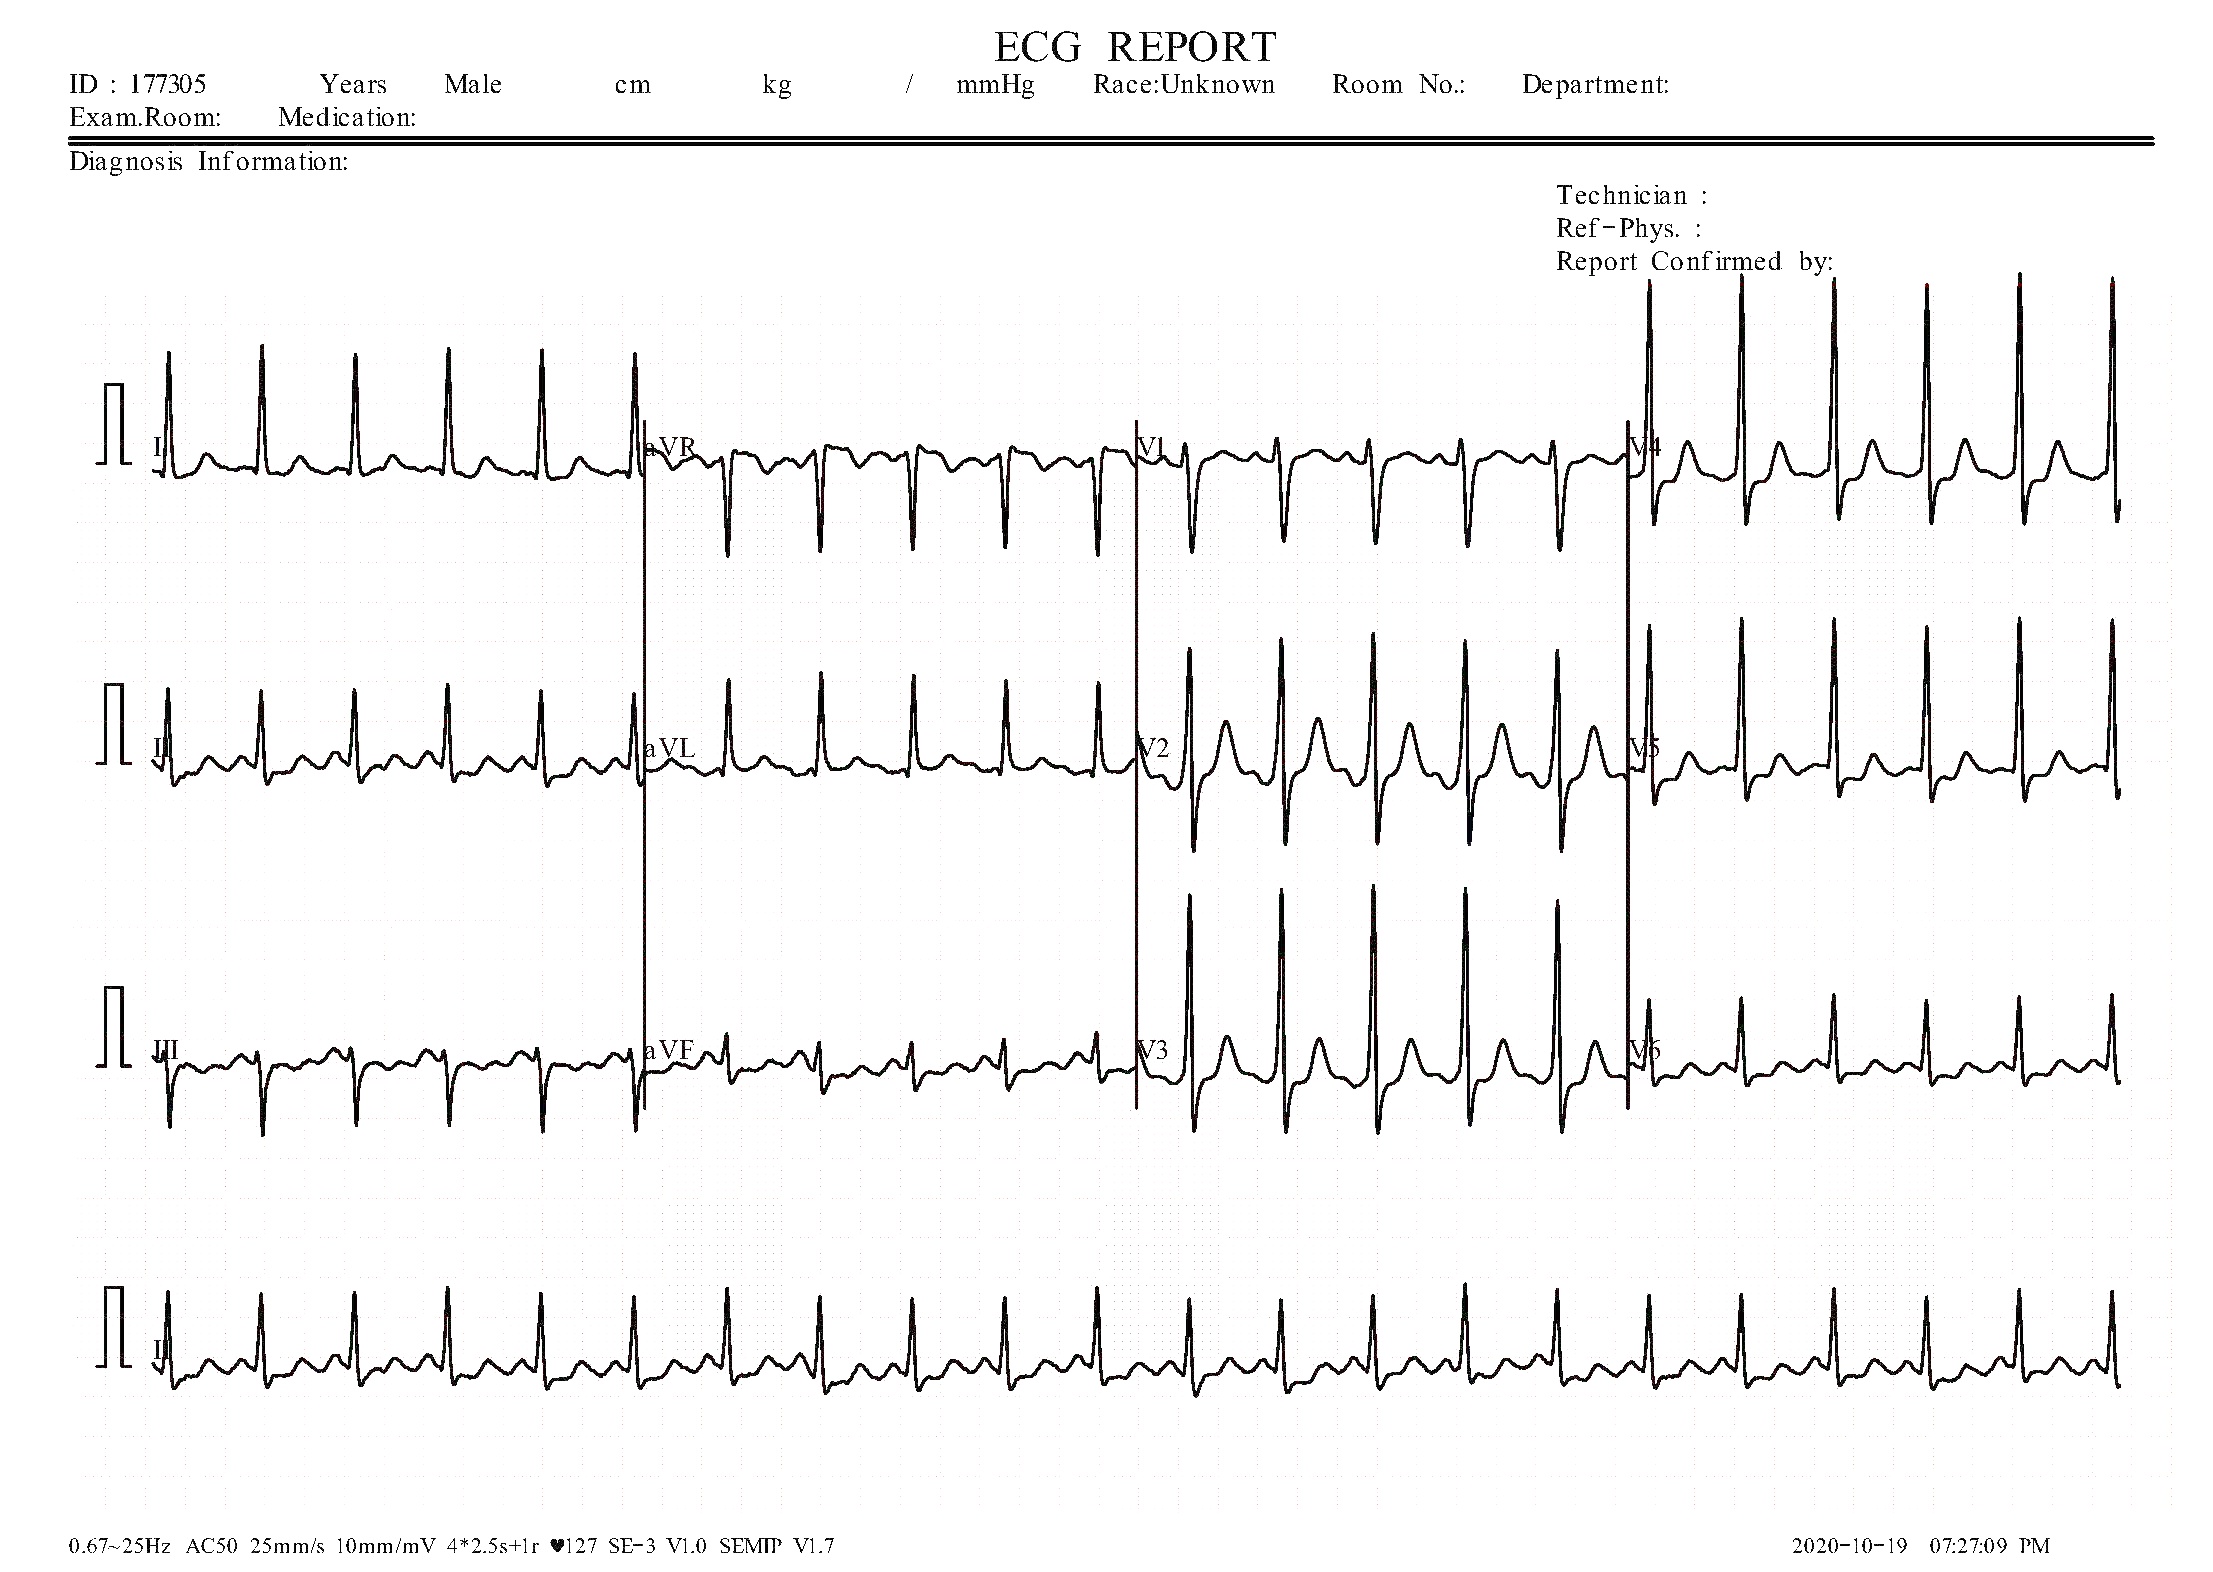 ECG REPORT
ID : 177305 Years Male cm kg / mmHg Race:Unknown Room No.: Department:
Exam.Room: Medication:
Diagnosis Information:
Technician :
Ref-Phys. :
Report Confirmed by:
I aVR V1 V4
II aVL V2 V5
III aVF V3 V6
II
0.67~25Hz AC50 25mm/s 10mm/mV 4*2.5s+1r ♥127 SE-3 V1.0 SEMIP V1.7
2020-10-19 07:27:09 PM